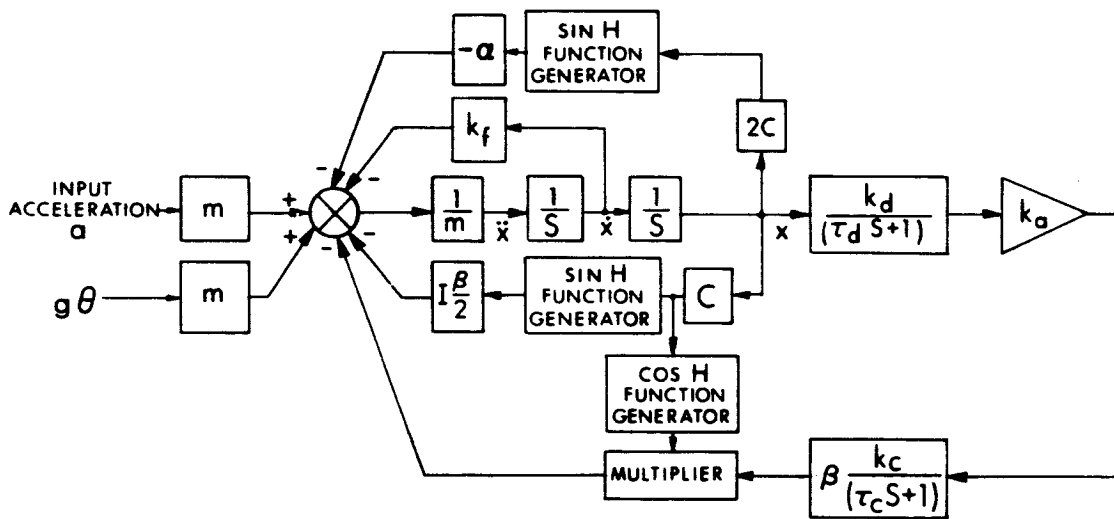 -α
SIN H
FUNCTION
GENERATOR
2C
k_f
INPUT
ACCELERATION
a
m
+
+
-
-
-
-
1/m
ẍ
1/S
ẋ
1/S
x
k_d/(τ_d S+1)
k_a
gθ
m
I β/2
SIN H
FUNCTION
GENERATOR
C
COS H
FUNCTION
GENERATOR
MULTIPLIER
β k_c/(τ_c S+1)